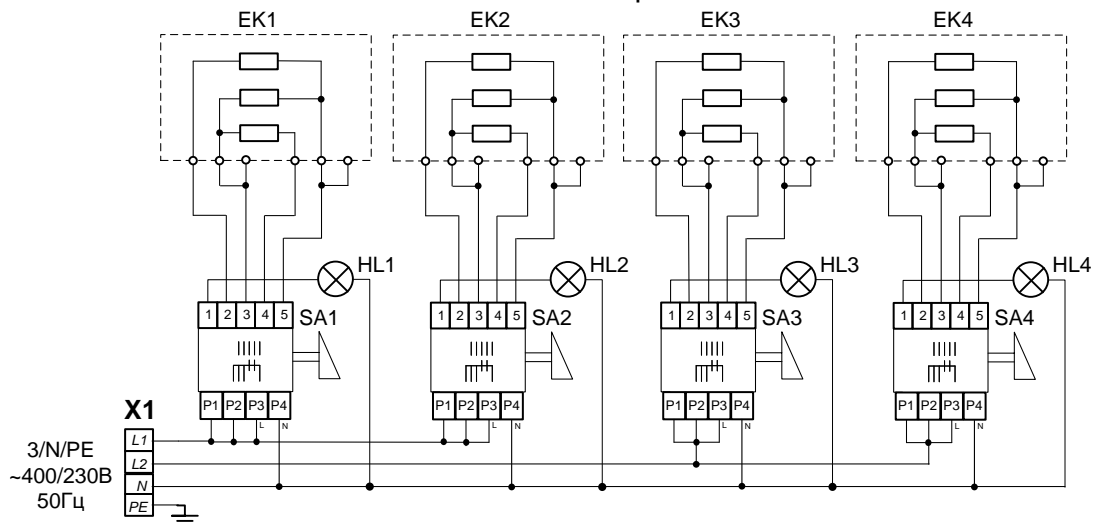 EK1 EK2 EK3 EK4
HL1 HL2 HL3 HL4
1 2 3 4 5 SA1 1 2 3 4 5 SA2 1 2 3 4 5 SA3 1 2 3 4 5 SA4
P1 P2 P3 P4 P1 P2 P3 P4 P1 P2 P3 P4 P1 P2 P3 P4
L N L N L N L N
X1
L1
3/N/PE
L2
~400/230В
N
50Гц
PE